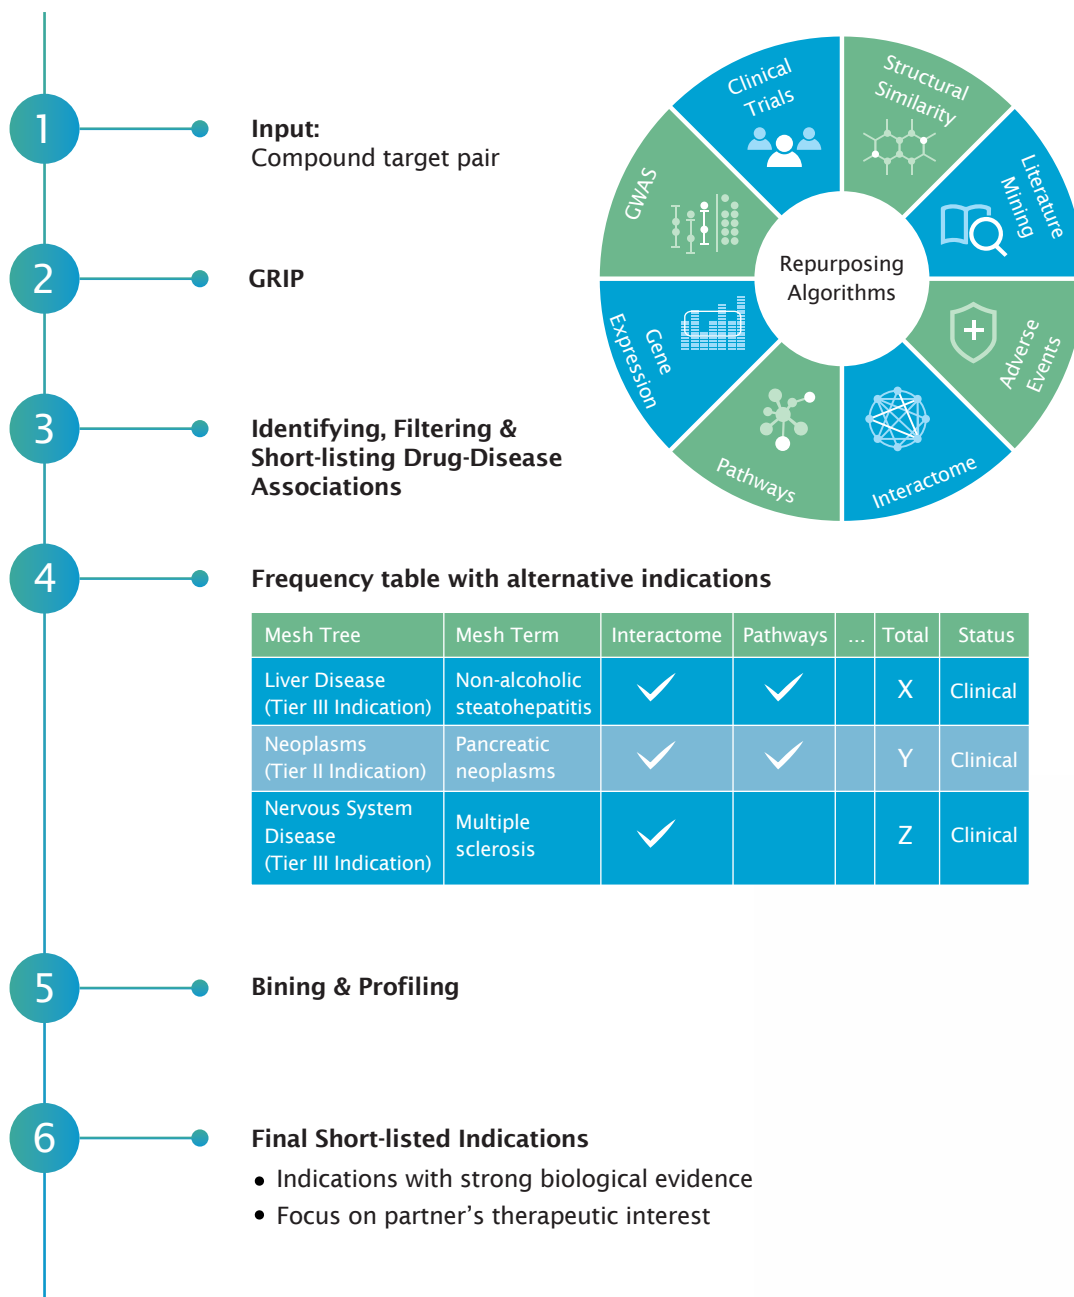 1
Input:
Compound target pair
2
GRIP
3
Identifying, Filtering &
Short-listing Drug-Disease
Associations
Clinical
Trials
Structural
Similarity
Literature
Mining
Adverse
Events
Interactome
Pathways
Gene
Expression
GWAS
Repurposing
Algorithms
4
Frequency table with alternative indications
Mesh Tree Mesh Term Interactome Pathways ... Total Status
Liver Disease
(Tier III Indication)
Non-alcoholic
steatohepatitis
X
Clinical
Neoplasms
(Tier II Indication)
Pancreatic
neoplasms
Y
Clinical
Nervous System
Disease
(Tier III Indication)
Multiple
sclerosis
Z
Clinical
5
Bining & Profiling
6
Final Short-listed Indications
• Indications with strong biological evidence
• Focus on partner's therapeutic interest